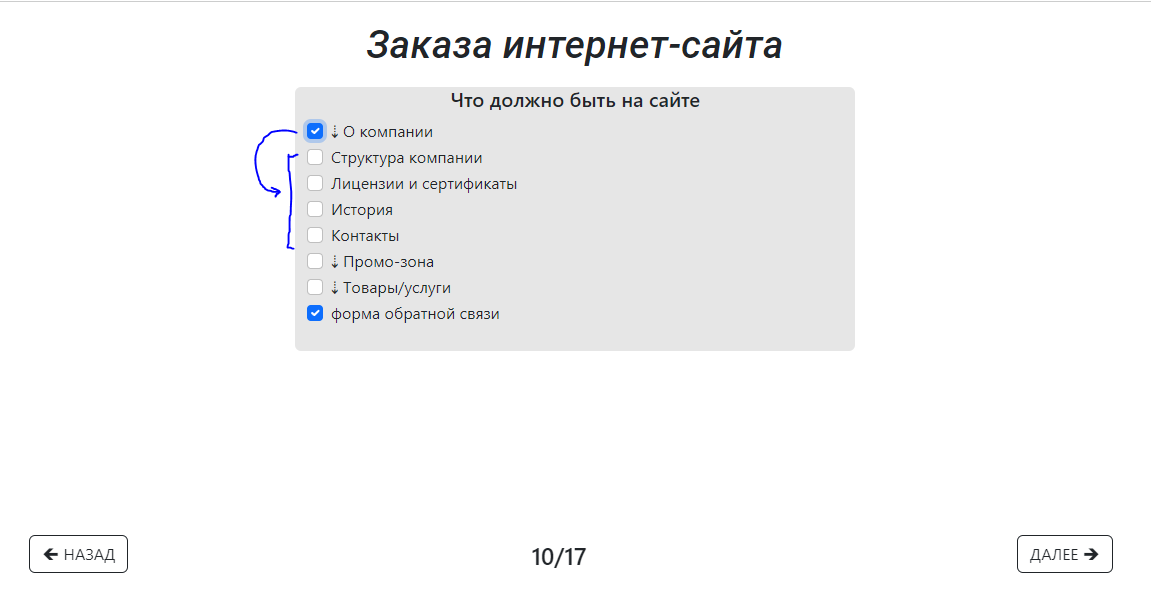 Заказа интернет-сайта
Что должно быть на сайте
⇣ О компании
Структура компании
Лицензии и сертификаты
История
Контакты
⇣ Промо-зона
⇣ Товары/услуги
форма обратной связи
🡰 НАЗАД
10/17
ДАЛЕЕ 🡲